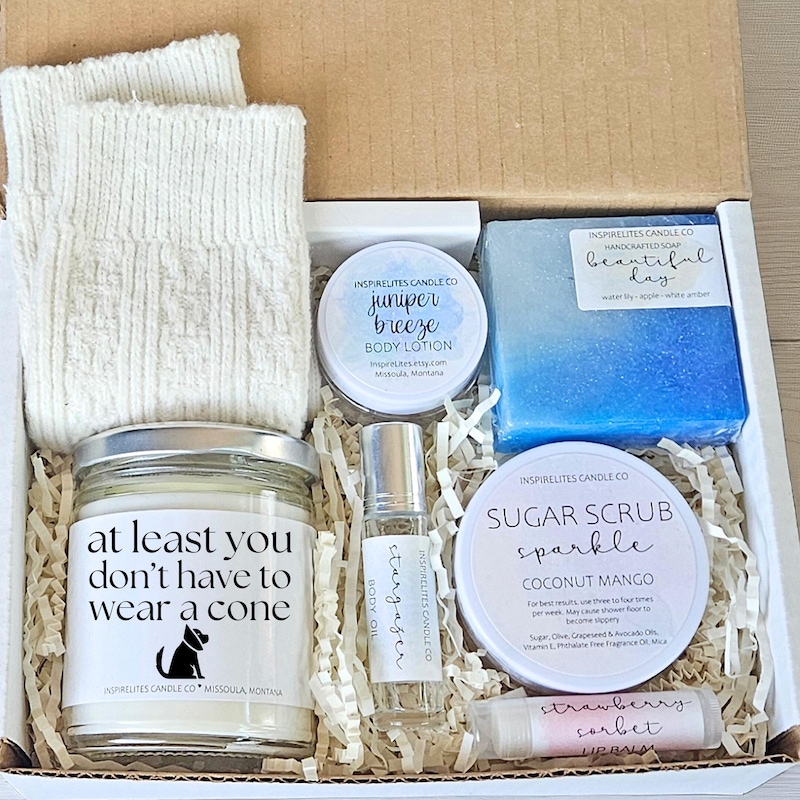 INSPIRELITES CANDLE CO
juniper
breeze
BODY LOTION
InspireLites.etsy.com
Missoula, Montana
INSPIRELITES CANDLE CO
HANDCRAFTED SOAP
beautiful
day
water lily - apple - white amber
at least you
don't have to
wear a cone
INSPIRELITES CANDLE CO ♥ MISSOULA, MONTANA
INSPIRELITES CANDLE CO
stargazer
BODY OIL
INSPIRELITES CANDLE CO
SUGAR SCRUB
sparkle
COCONUT MANGO
For best results, use three to four times
per week. May cause shower floor to
become slippery
Sugar, Olive, Grapeseed & Avocado Oils,
Vitamin E, Phthalate Free Fragrance Oil, Mica
strawberry
sorbet
LIP BALM